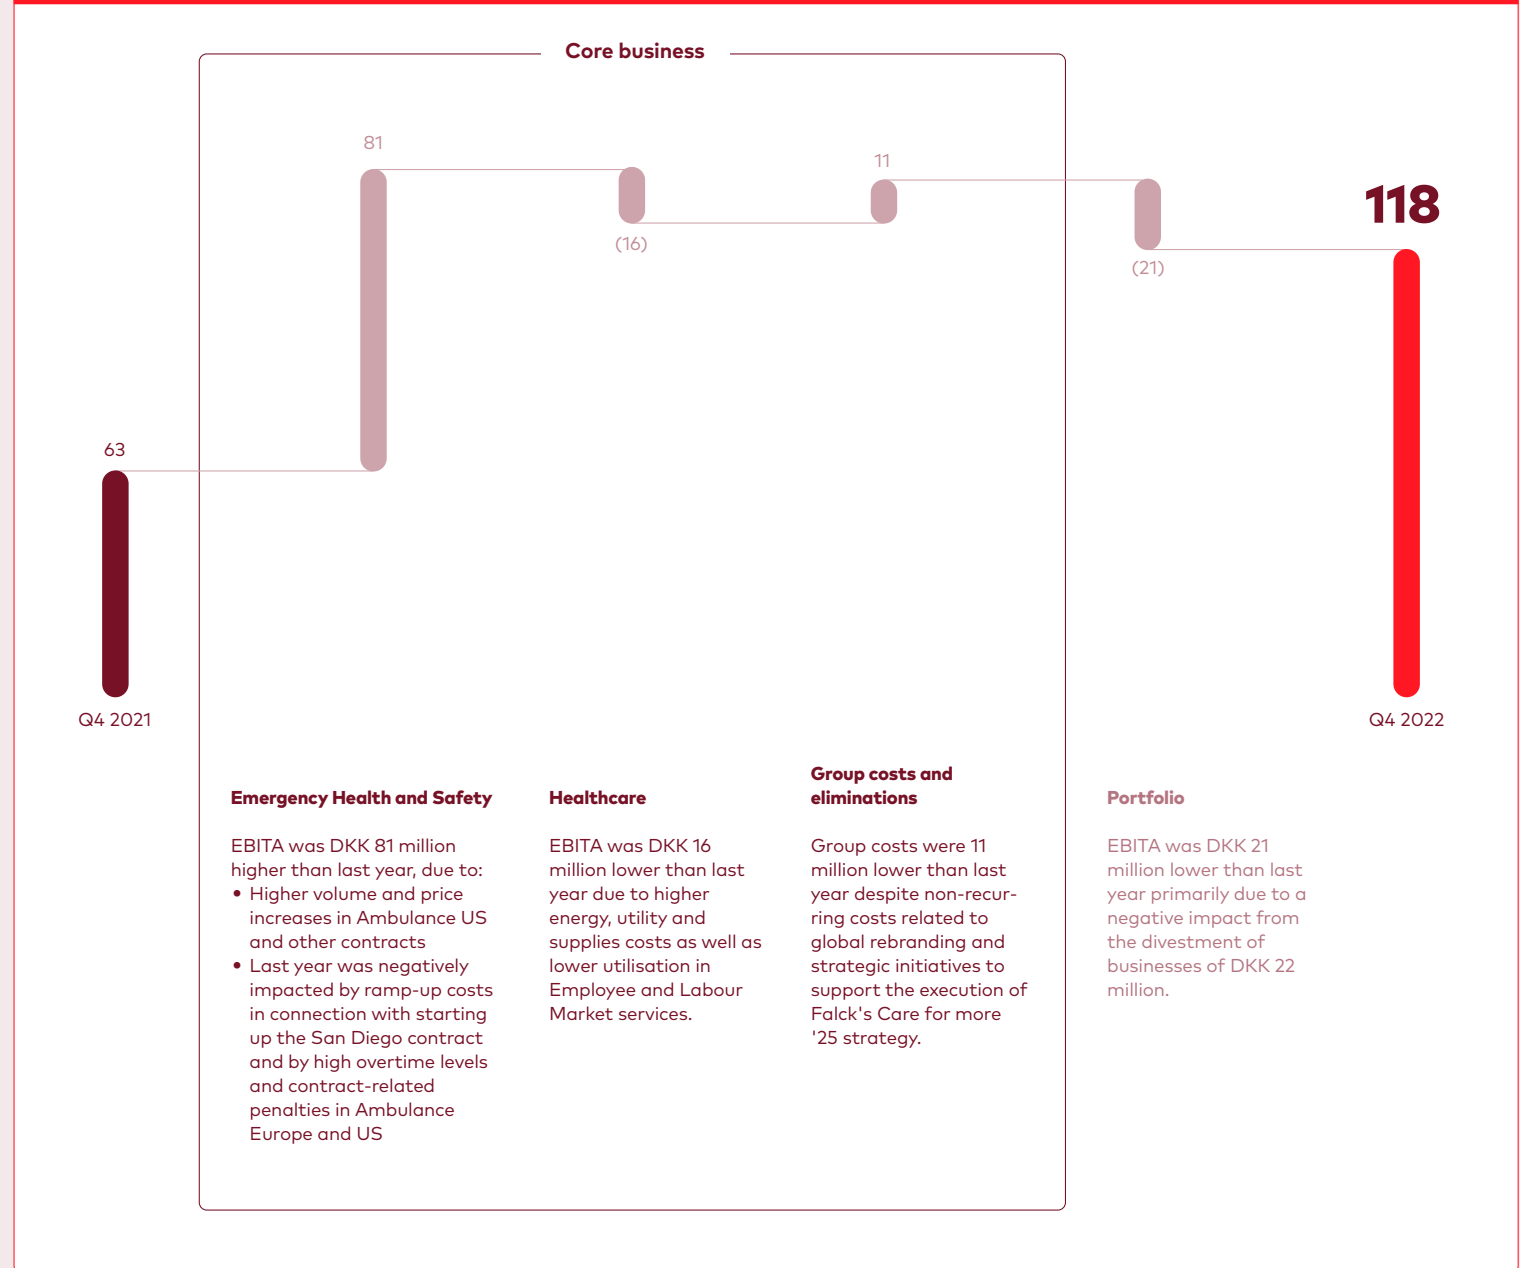 Core business
81
11
118
(16)
(21)
63
Q4 2021
Q4 2022
Emergency Health and Safety
EBITA was DKK 81 million
higher than last year, due to:
• Higher volume and price
increases in Ambulance US
and other contracts
• Last year was negatively
impacted by ramp-up costs
in connection with starting
up the San Diego contract
and by high overtime levels
and contract-related
penalties in Ambulance
Europe and US
Healthcare
EBITA was DKK 16
million lower than last
year due to higher
energy, utility and
supplies costs as well as
lower utilisation in
Employee and Labour
Market services.
Group costs and
eliminations
Group costs were 11
million lower than last
year despite non-recur-
ring costs related to
global rebranding and
strategic initiatives to
support the execution of
Falck's Care for more
'25 strategy.
Portfolio
EBITA was DKK 21
million lower than last
year primarily due to a
negative impact from
the divestment of
businesses of DKK 22
million.